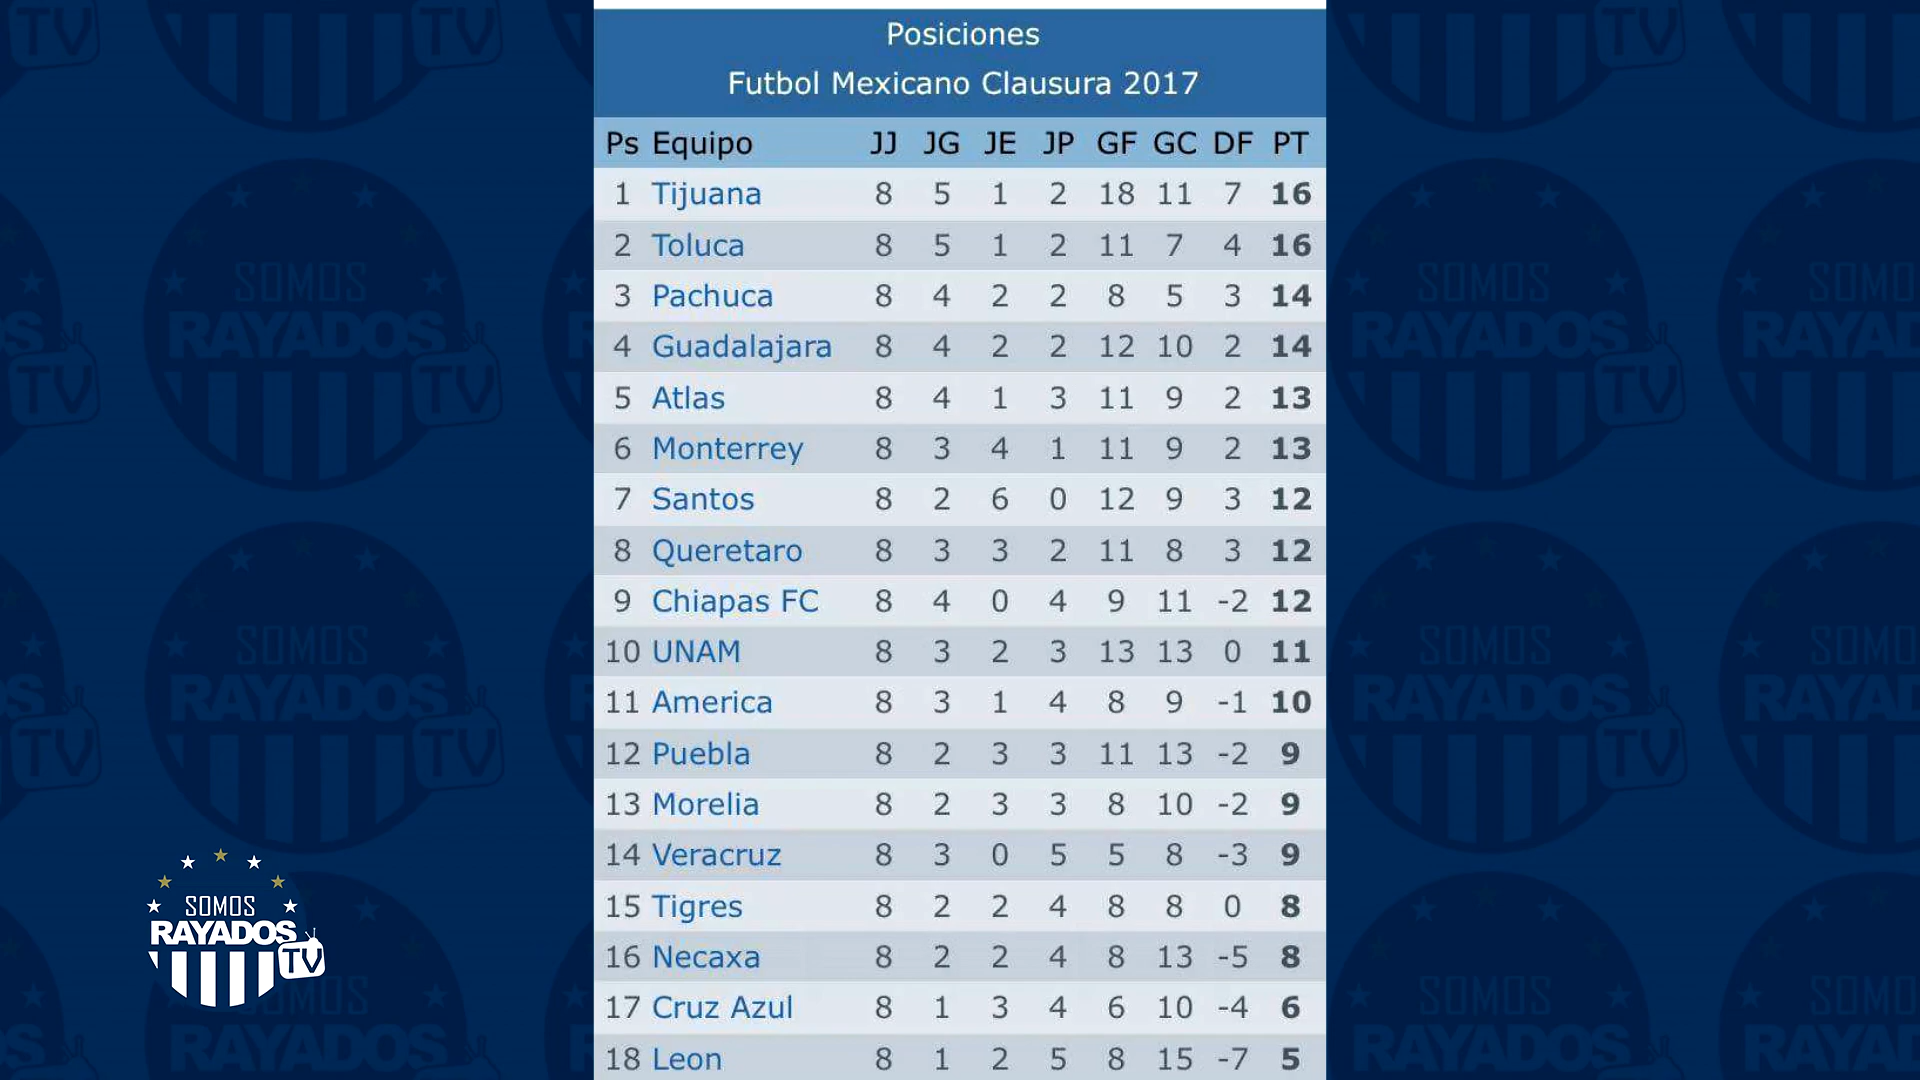 Posiciones
Futbol Mexicano Clausura 2017
Ps Equipo JJ JG JE JP GF GC DF PT
1 Tijuana 8 5 1 2 18 11 7 16
2 Toluca 8 5 1 2 11 7 4 16
3 Pachuca 8 4 2 2 8 5 3 14
4 Guadalajara 8 4 2 2 12 10 2 14
5 Atlas 8 4 1 3 11 9 2 13
6 Monterrey 8 3 4 1 11 9 2 13
7 Santos 8 2 6 0 12 9 3 12
8 Queretaro 8 3 3 2 11 8 3 12
9 Chiapas FC 8 4 0 4 9 11 -2 12
10 UNAM 8 3 2 3 13 13 0 11
11 America 8 3 1 4 8 9 -1 10
12 Puebla 8 2 3 3 11 13 -2 9
13 Morelia 8 2 3 3 8 10 -2 9
14 Veracruz 8 3 0 5 5 8 -3 9
15 Tigres 8 2 2 4 8 8 0 8
16 Necaxa 8 2 2 4 8 13 -5 8
17 Cruz Azul 8 1 3 4 6 10 -4 6
18 Leon 8 1 2 5 8 15 -7 5
SOMOS
RAYADOS
TV